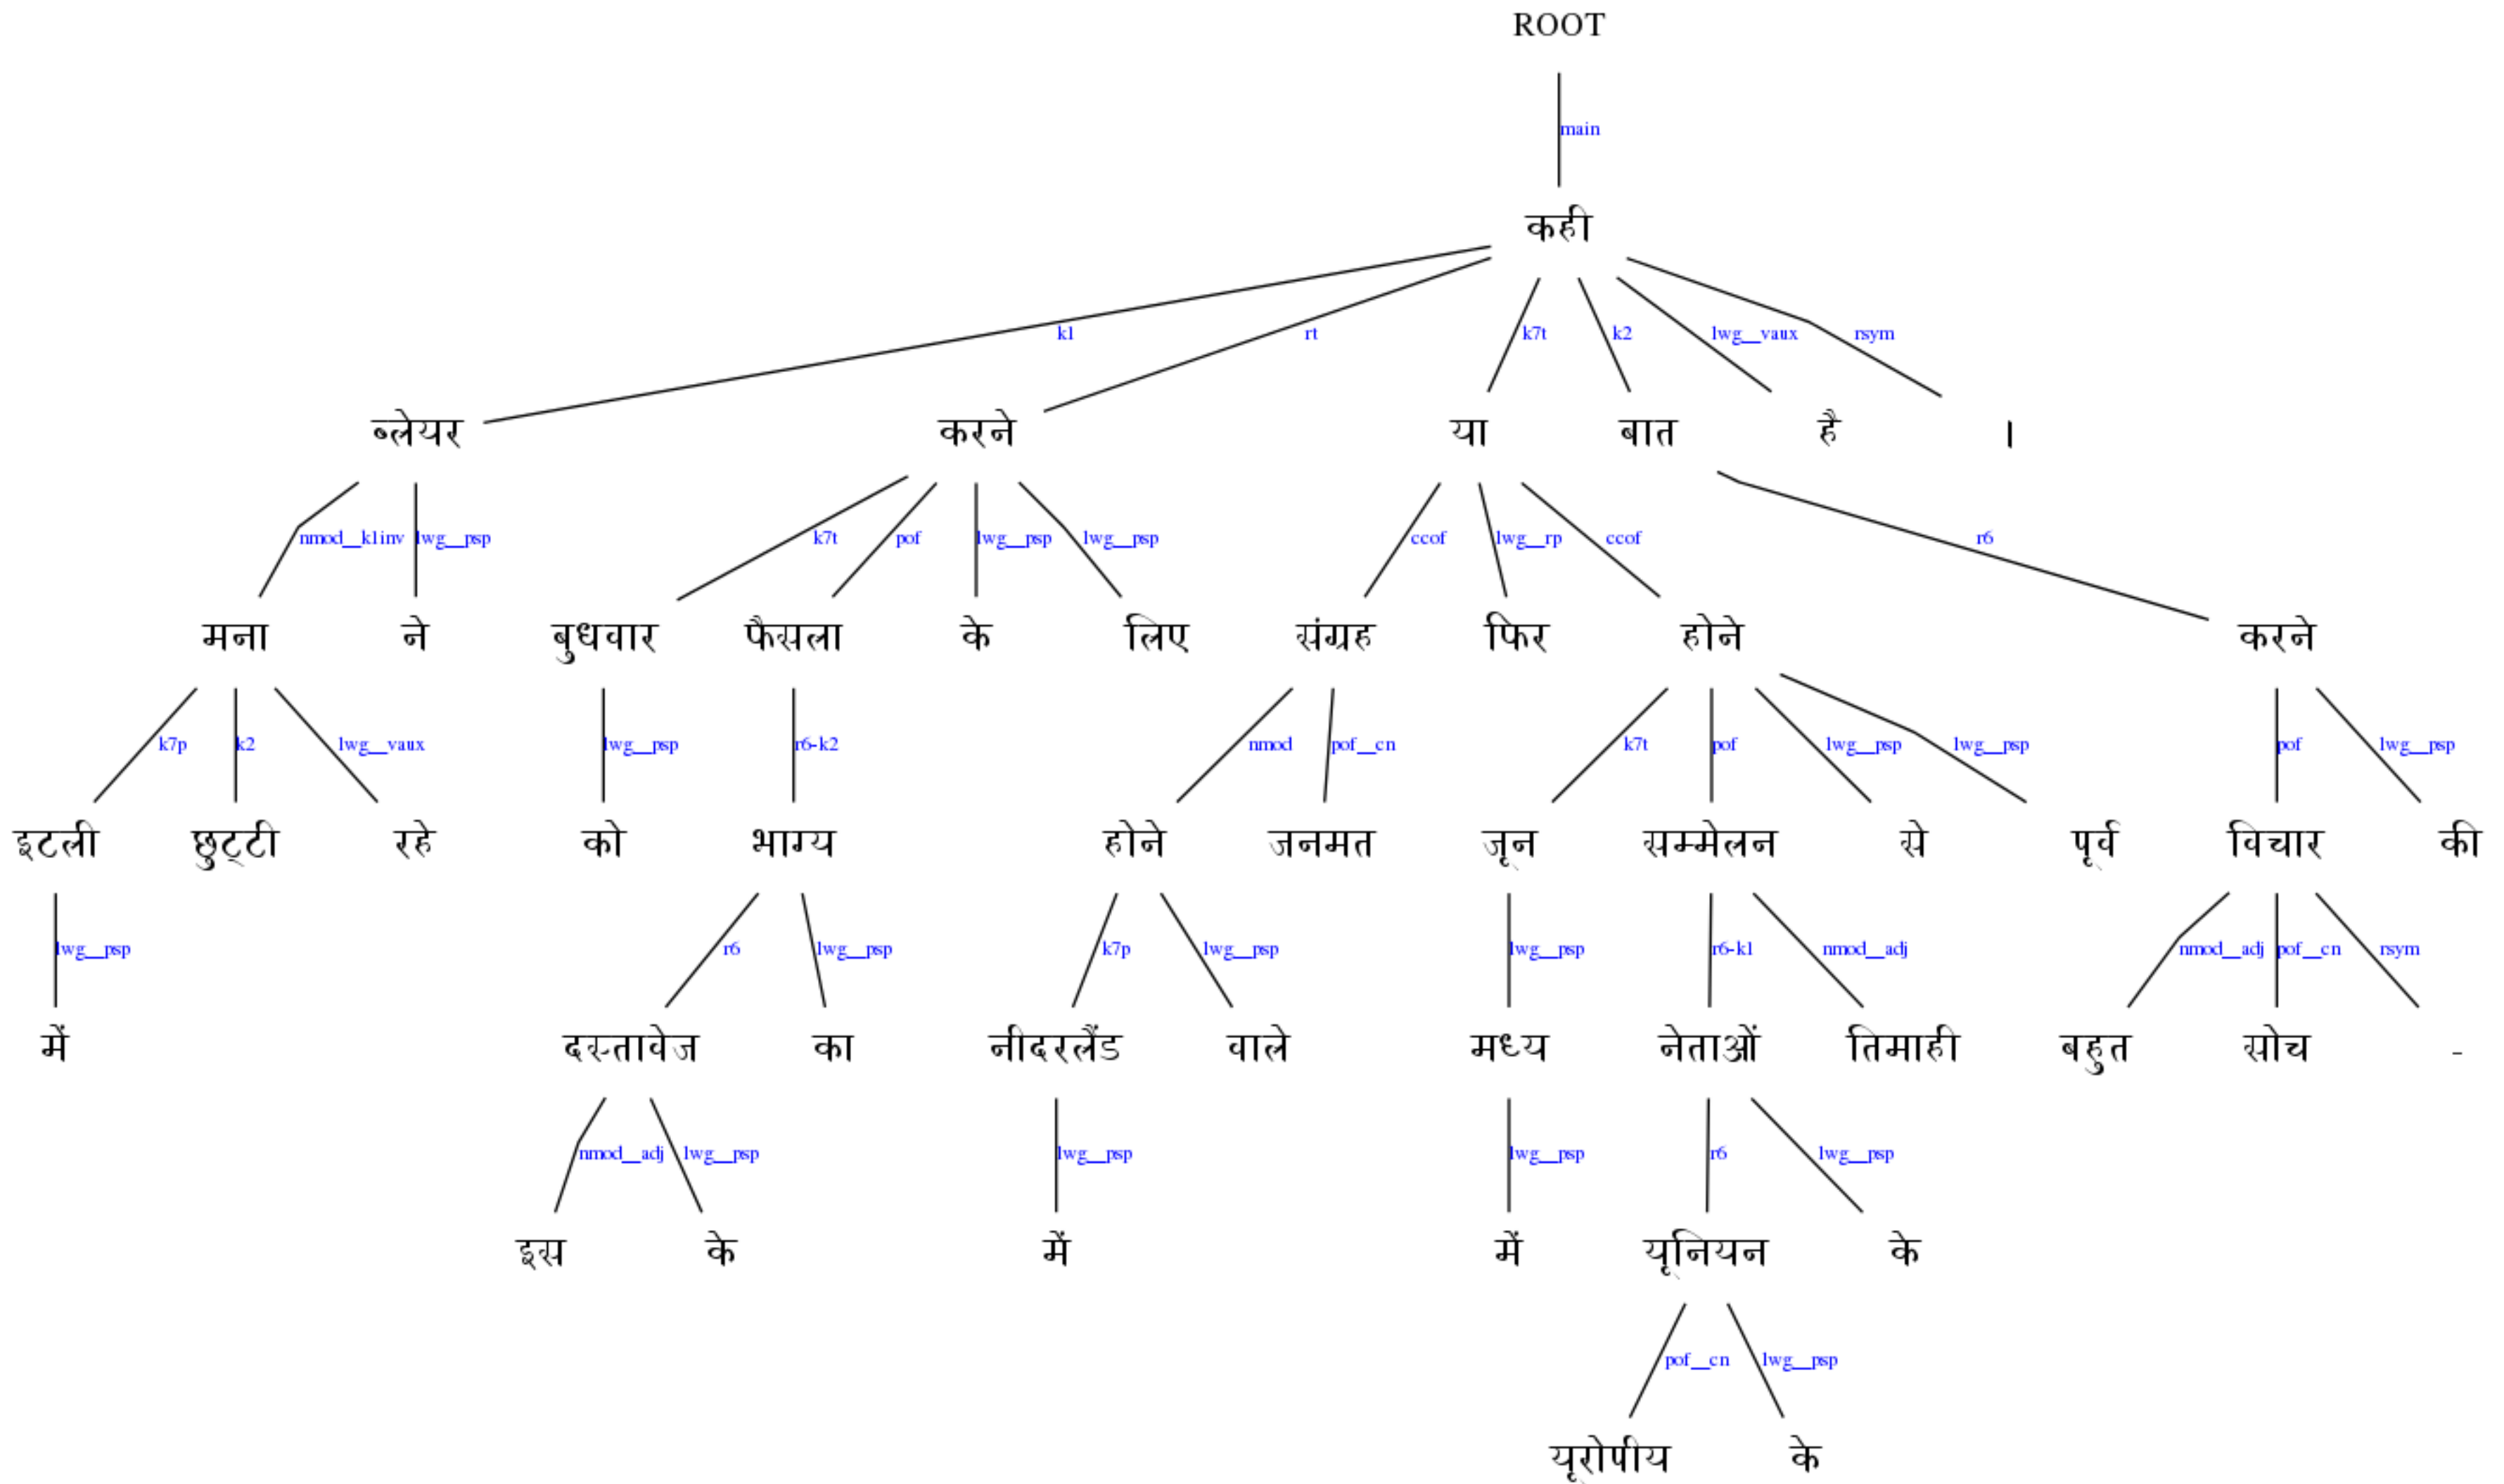 ROOT
main
कही
k1 rt k7t k2 lwg__vaux rsym
ब्लेयर करने या बात है ।
nmod__k1inv lwg__psp k7t pof lwg__psp lwg__psp ccof lwg__rp ccof r6
मना ने बुधवार फैसला के लिए संग्रह फिर होने करने
k7p k2 lwg__vaux lwg__psp r6-k2 nmod pof__cn k7t pof lwg__psp lwg__psp pof lwg__psp
इटली छुट्टी रहे को भाग्य होने जनमत जून सम्मेलन से पूर्व विचार की
lwg__psp r6 lwg__psp k7p lwg__psp lwg__psp r6-k1 nmod__adj nmod__adj pof__cn rsym
में दस्तावेज का नीदरलैंड वाले मध्य नेताओं तिमाही बहुत सोच -
nmod__adj lwg__psp lwg__psp lwg__psp r6 lwg__psp
इस के में में यूनियन के
pof__cn lwg__psp
यूरोपीय के